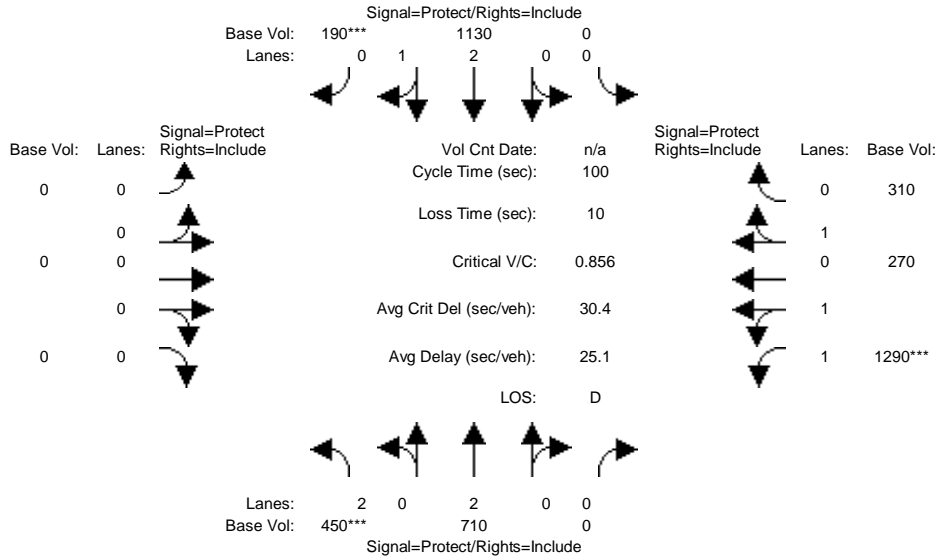 Signal=Protect/Rights=Include
Base Vol: 190*** 1130 0
Lanes: 0 1 2 0 0
Signal=Protect
Base Vol: Lanes: Rights=Include
Vol Cnt Date: n/a
Signal=Protect
Rights=Include Lanes: Base Vol:
Cycle Time (sec): 100
0 0
0 310
Loss Time (sec): 10
0
1
0 0
Critical V/C: 0.856
0 270
0
Avg Crit Del (sec/veh): 30.4
1
0 0
Avg Delay (sec/veh): 25.1
1 1290***
LOS: D
Lanes: 2 0 2 0 0
Base Vol: 450*** 710 0
Signal=Protect/Rights=Include